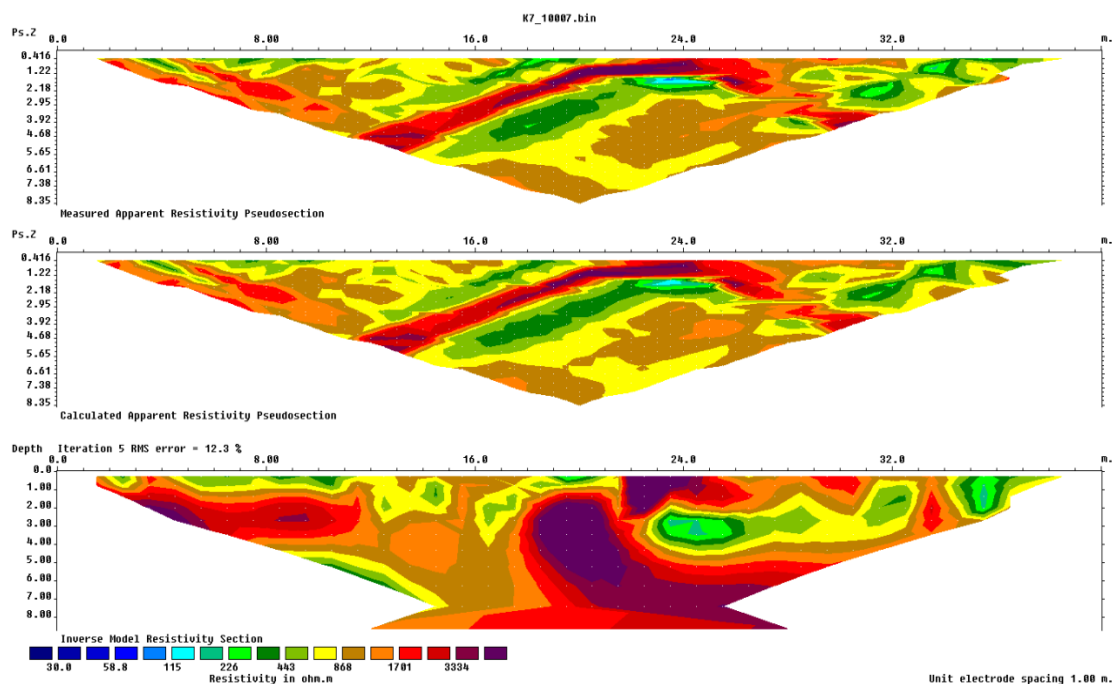 K7_10007.bin
Ps.Z 0.0 8.00 16.0 24.0 32.0 m.
0.416
1.22
2.18
2.95
3.92
4.68
5.65
6.61
7.38
8.35
Measured Apparent Resistivity Pseudosection
Ps.Z 0.0 8.00 16.0 24.0 32.0 m.
0.416
1.22
2.18
2.95
3.92
4.68
5.65
6.61
7.38
8.35
Calculated Apparent Resistivity Pseudosection
Depth Iteration 5 RMS error = 12.3 %
0.0 8.00 16.0 24.0 32.0 m.
0.0
1.00
2.00
3.00
4.00
5.00
6.00
7.00
8.00
Inverse Model Resistivity Section
30.0 58.8 115 226 443 868 1701 3334
Resistivity in ohm.m
Unit electrode spacing 1.00 m.